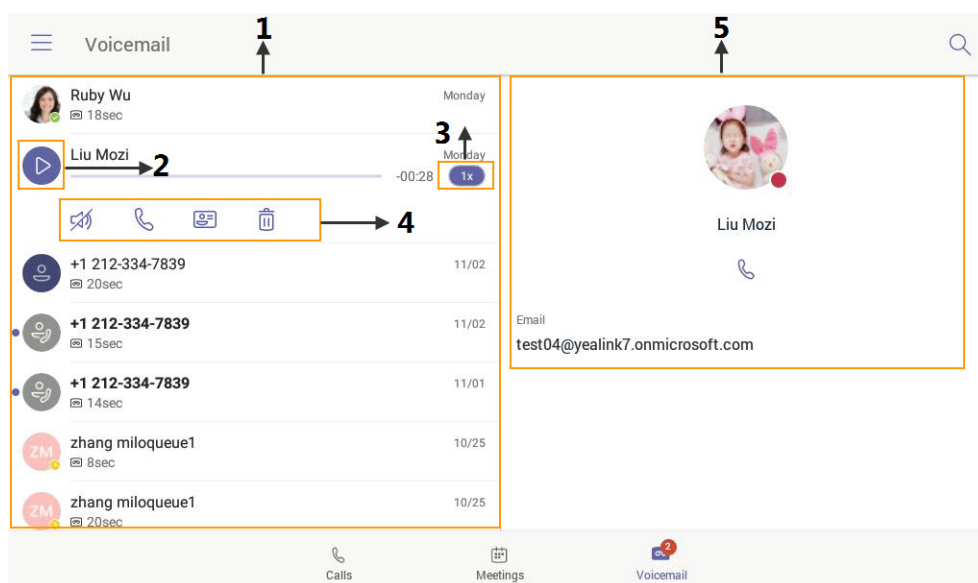 Voicemail
1
5
Ruby Wu
Monday
18sec
3
Liu Mozi
Monday
2
-00:28
1x
4
Liu Mozi
+1 212-334-7839
11/02
20sec
+1 212-334-7839
11/02
15sec
Email
test04@yealink7.onmicrosoft.com
+1 212-334-7839
11/01
14sec
ZM
zhang miloqueue1
10/25
8sec
ZM
zhang miloqueue1
10/25
20sec
2
Calls
Meetings
Voicemail